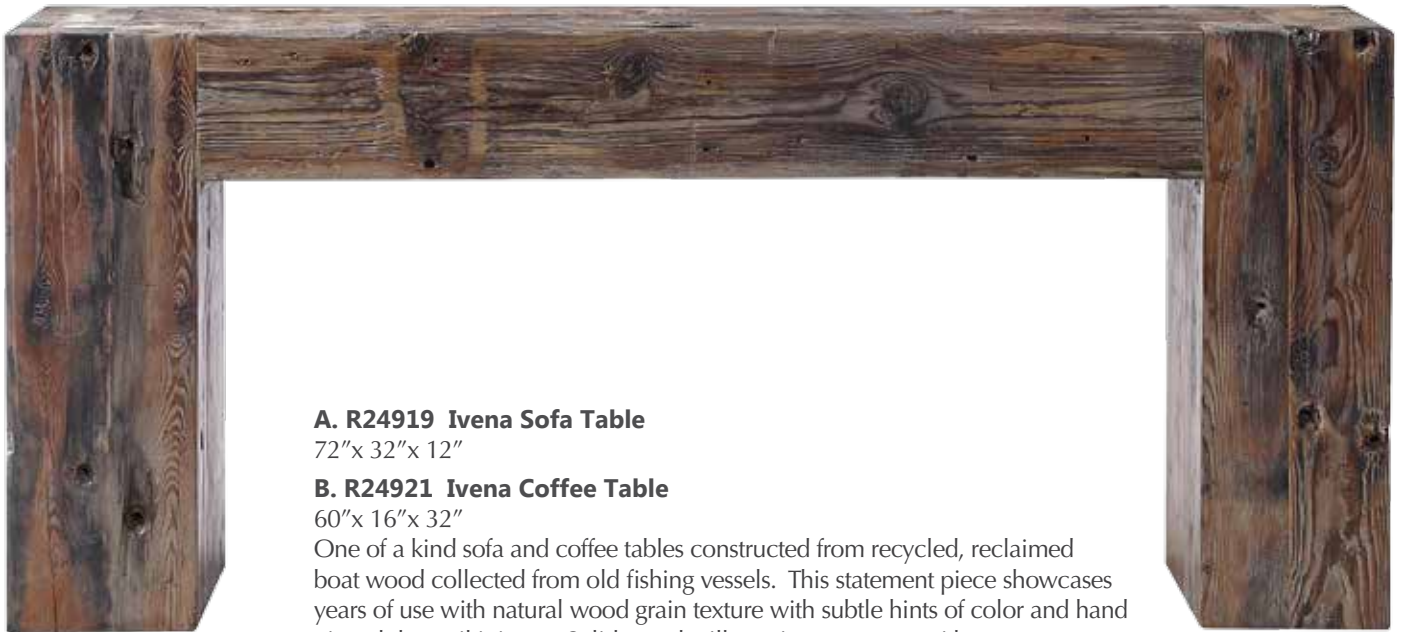 A. R24919 Ivena Sofa Table
72”x 32”x 12”
B. R24921 Ivena Coffee Table
60”x 16”x 32”
One of a kind sofa and coffee tables constructed from recycled, reclaimed
boat wood collected from old fishing vessels. This statement piece showcases
years of use with natural wood grain texture with subtle hints of color and hand